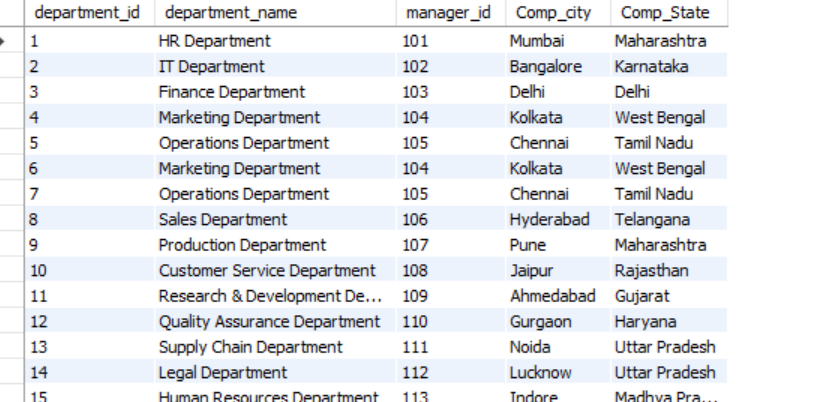 department_id department_name manager_id Comp_city Comp_State
1 HR Department 101 Mumbai Maharashtra
2 IT Department 102 Bangalore Karnataka
3 Finance Department 103 Delhi Delhi
4 Marketing Department 104 Kolkata West Bengal
5 Operations Department 105 Chennai Tamil Nadu
6 Marketing Department 104 Kolkata West Bengal
7 Operations Department 105 Chennai Tamil Nadu
8 Sales Department 106 Hyderabad Telangana
9 Production Department 107 Pune Maharashtra
10 Customer Service Department 108 Jaipur Rajasthan
11 Research & Development De... 109 Ahmedabad Gujarat
12 Quality Assurance Department 110 Gurgaon Haryana
13 Supply Chain Department 111 Noida Uttar Pradesh
14 Legal Department 112 Lucknow Uttar Pradesh
15 Human Resources Department 113 Indore Madhya Pra...